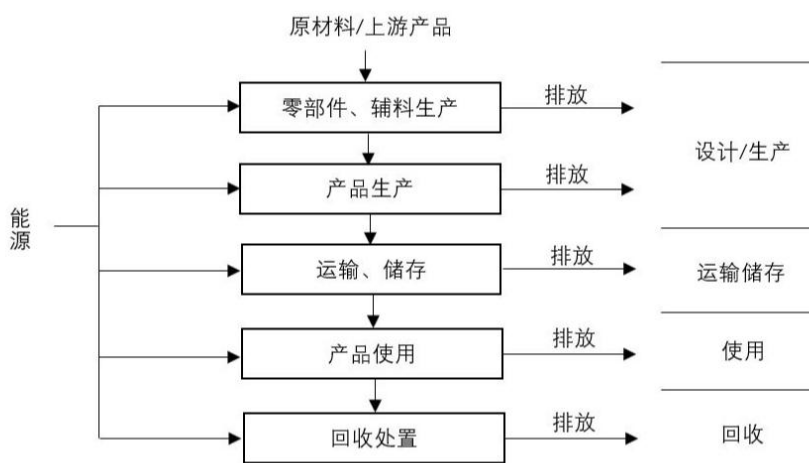 原材料/上游产品
零部件、辅料生产
排放
设计/生产
产品生产
排放
能源
运输、储存
排放
运输储存
产品使用
排放
使用
回收处置
排放
回收